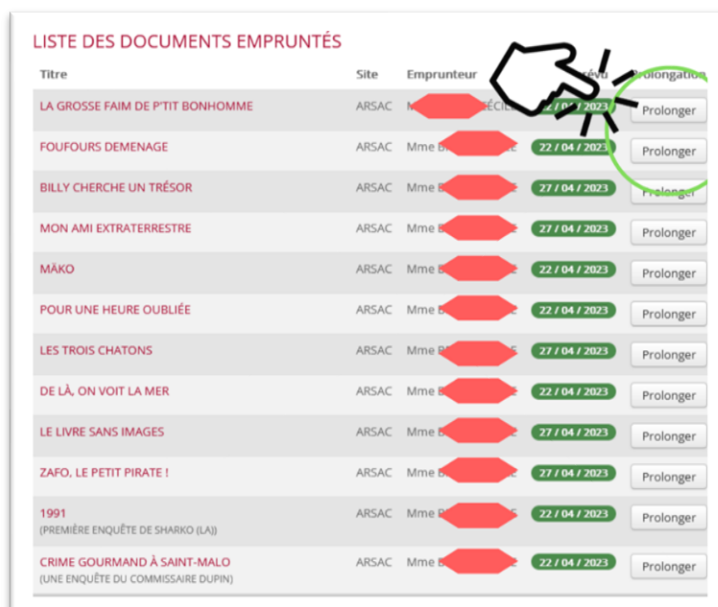 LISTE DES DOCUMENTS EMPRUNTÉS
Titre Site Emprunteur prévu Prolongation
LA GROSSE FAIM DE P'TIT BONHOMME ARSAC 22 / 04 / 2023 Prolonger
FOUFOURS DEMENAGE ARSAC Mme 22 / 04 / 2023 Prolonger
BILLY CHERCHE UN TRÉSOR ARSAC Mme 27 / 04 / 2023 Prolonger
MON AMI EXTRATERRESTRE ARSAC Mme 27 / 04 / 2023 Prolonger
MÄKO ARSAC Mme 22 / 04 / 2023 Prolonger
POUR UNE HEURE OUBLIÉE ARSAC Mme 22 / 04 / 2023 Prolonger
LES TROIS CHATONS ARSAC Mme 27 / 04 / 2023 Prolonger
DE LÀ, ON VOIT LA MER ARSAC Mme 22 / 04 / 2023 Prolonger
LE LIVRE SANS IMAGES ARSAC Mme 27 / 04 / 2023 Prolonger
ZAFO, LE PETIT PIRATE ! ARSAC Mme 27 / 04 / 2023 Prolonger
1991 ARSAC Mme 22 / 04 / 2023 Prolonger
(PREMIÈRE ENQUÊTE DE SHARKO (LA))
CRIME GOURMAND À SAINT-MALO ARSAC Mme 22 / 04 / 2023 Prolonger
(UNE ENQUÊTE DU COMMISSAIRE DUPIN)